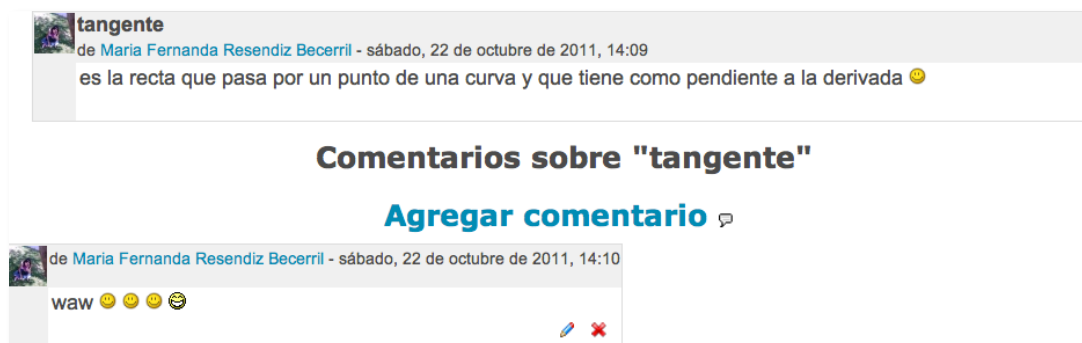 tangente
de Maria Fernanda Resendiz Becerril - sábado, 22 de octubre de 2011, 14:09
es la recta que pasa por un punto de una curva y que tiene como pendiente a la derivada
Comentarios sobre "tangente"
Agregar comentario
de Maria Fernanda Resendiz Becerril - sábado, 22 de octubre de 2011, 14:10
waw